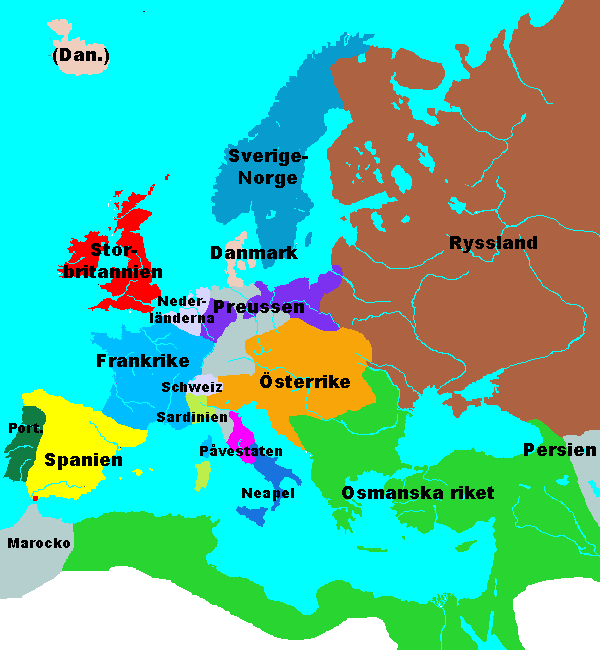 (Dan.)
Sverige-
Norge
Stor-
britannien
Danmark
Ryssland
Neder-
länderna
Preussen
Frankrike
Schweiz
Österrike
Sardinien
Port.
Spanien
Påvestaten
Persien
Neapel
Osmanska riket
Marocko